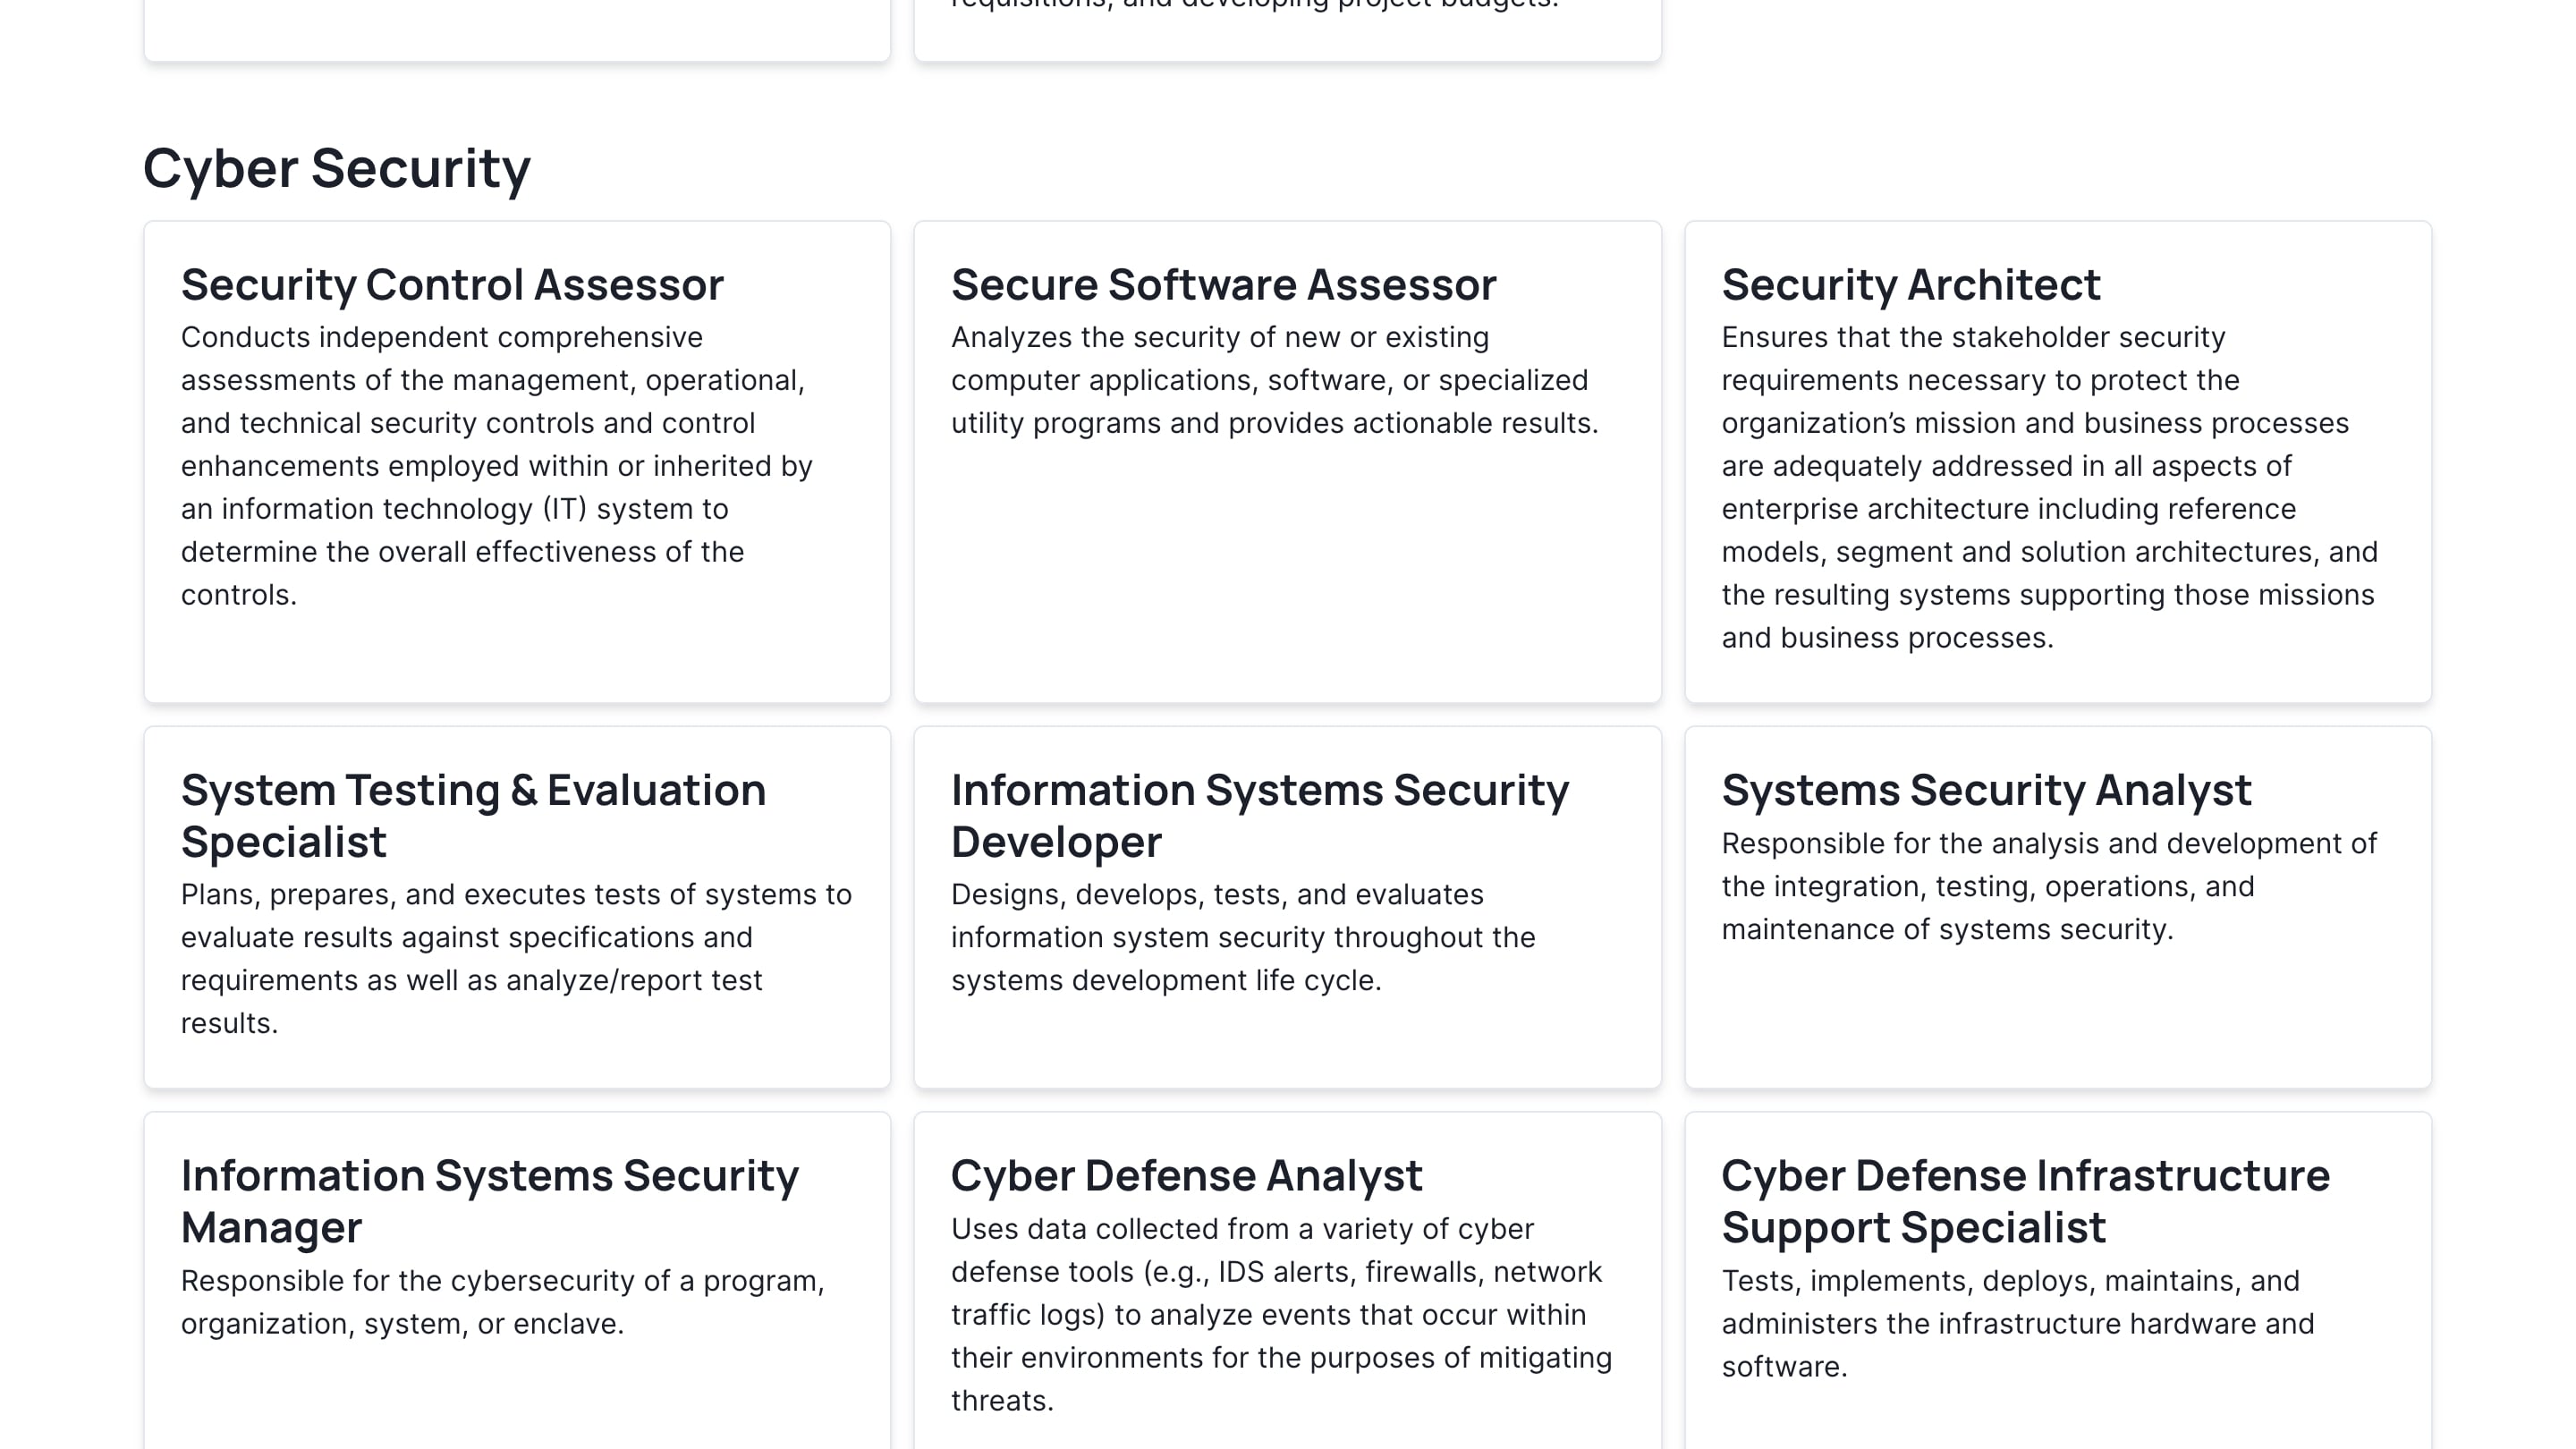 requisitions, and developing project budgets.
Cyber Security
Security Control Assessor
Conducts independent comprehensive
assessments of the management, operational,
and technical security controls and control
enhancements employed within or inherited by
an information technology (IT) system to
determine the overall effectiveness of the
controls.
Secure Software Assessor
Analyzes the security of new or existing
computer applications, software, or specialized
utility programs and provides actionable results.
Security Architect
Ensures that the stakeholder security
requirements necessary to protect the
organization’s mission and business processes
are adequately addressed in all aspects of
enterprise architecture including reference
models, segment and solution architectures, and
the resulting systems supporting those missions
and business processes.
System Testing & Evaluation
Specialist
Plans, prepares, and executes tests of systems to
evaluate results against specifications and
requirements as well as analyze/report test
results.
Information Systems Security
Developer
Designs, develops, tests, and evaluates
information system security throughout the
systems development life cycle.
Systems Security Analyst
Responsible for the analysis and development of
the integration, testing, operations, and
maintenance of systems security.
Information Systems Security
Manager
Responsible for the cybersecurity of a program,
organization, system, or enclave.
Cyber Defense Analyst
Uses data collected from a variety of cyber
defense tools (e.g., IDS alerts, firewalls, network
traffic logs) to analyze events that occur within
their environments for the purposes of mitigating
threats.
Cyber Defense Infrastructure
Support Specialist
Tests, implements, deploys, maintains, and
administers the infrastructure hardware and
software.